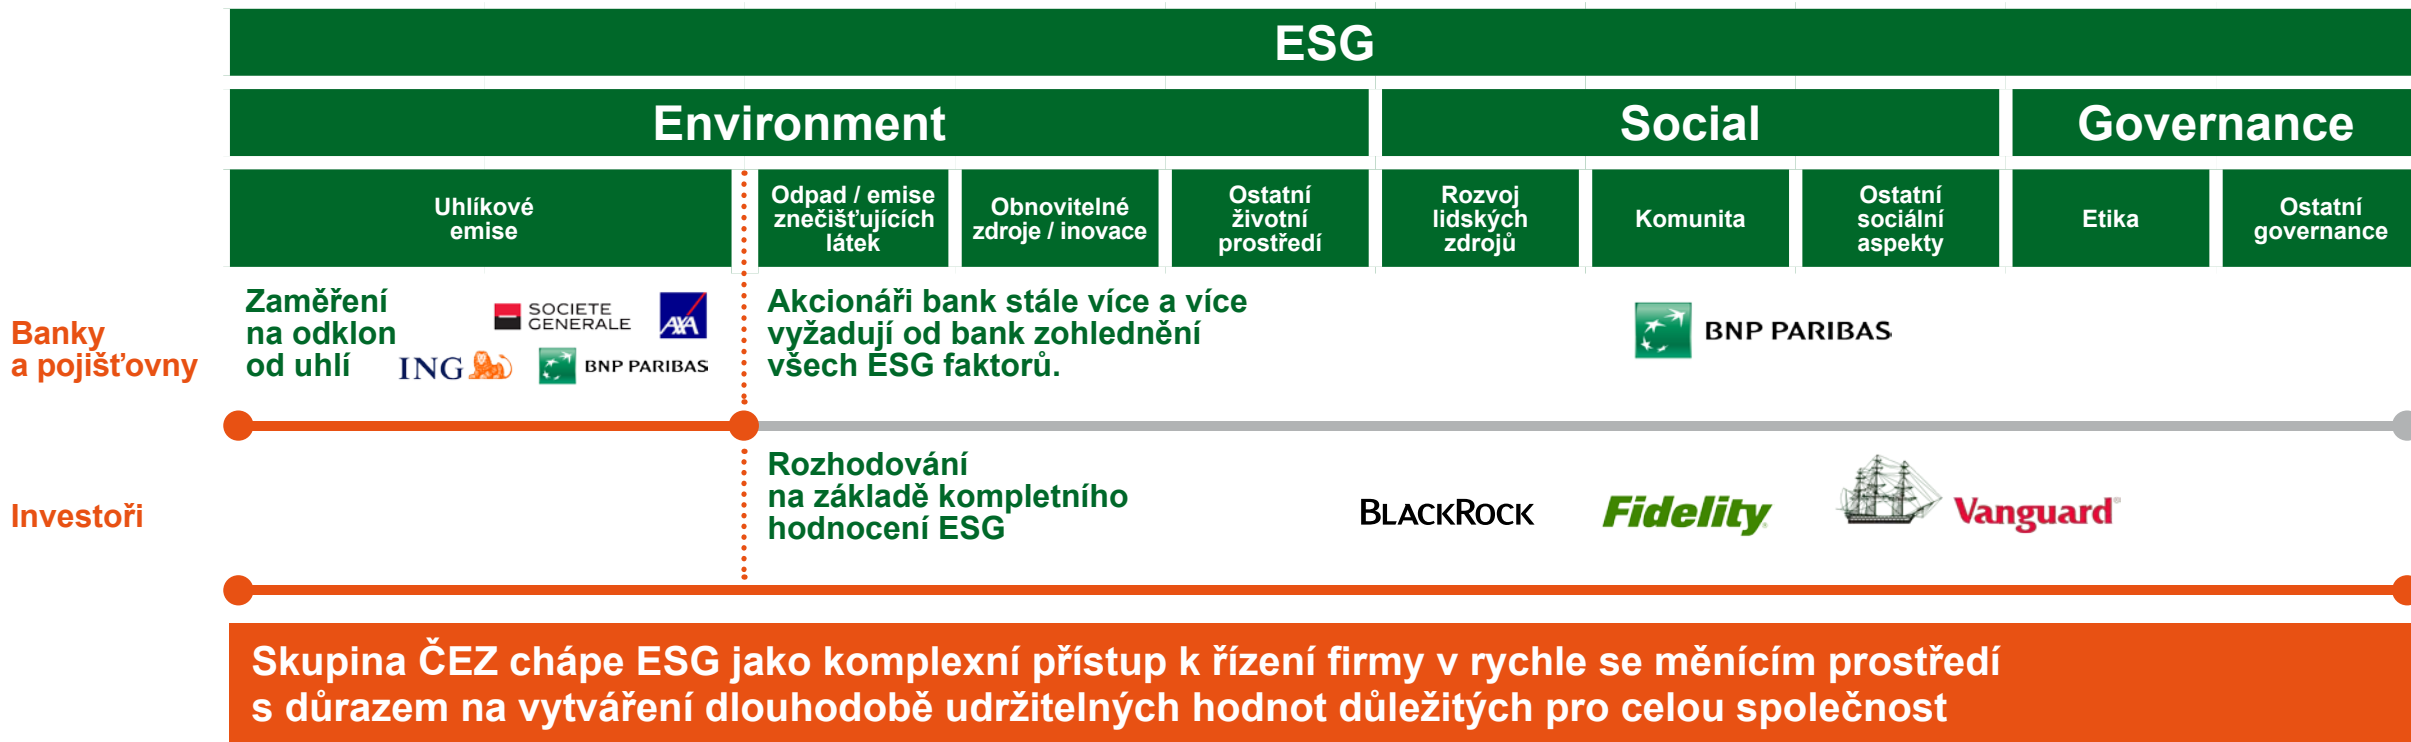 ESG
Environment
Social
Governance
Uhlíkové
emise
Odpad / emise
znečišťujících
látek
Obnovitelné
zdroje / inovace
Ostatní
životní
prostředí
Rozvoj
lidských
zdrojů
Komunita
Ostatní
sociální
aspekty
Etika
Ostatní
governance
Banky
a pojišťovny
Zaměření
na odklon
od uhlí
SOCIETE
GENERALE
AXA
ING
BNP PARIBAS
Akcionáři bank stále více a více
vyžadují od bank zohlednění
všech ESG faktorů.
BNP PARIBAS
Investoři
Rozhodování
na základě kompletního
hodnocení ESG
BLACKROCK
Fidelity
Vanguard®
Skupina ČEZ chápe ESG jako komplexní přístup k řízení firmy v rychle se měnícím prostředí
s důrazem na vytváření dlouhodobě udržitelných hodnot důležitých pro celou společnost